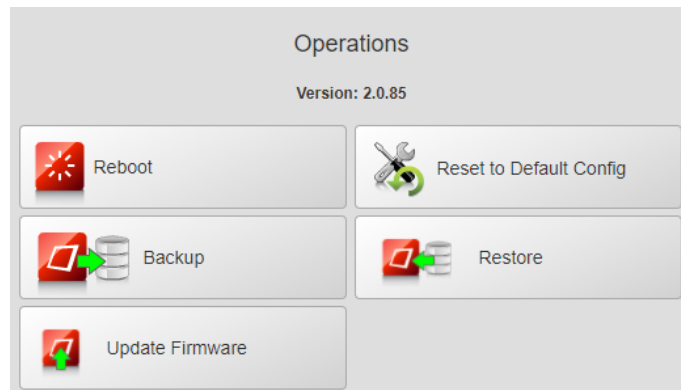 Operations
Version: 2.0.85
Reboot
Reset to Default Config
Backup
Restore
Update Firmware